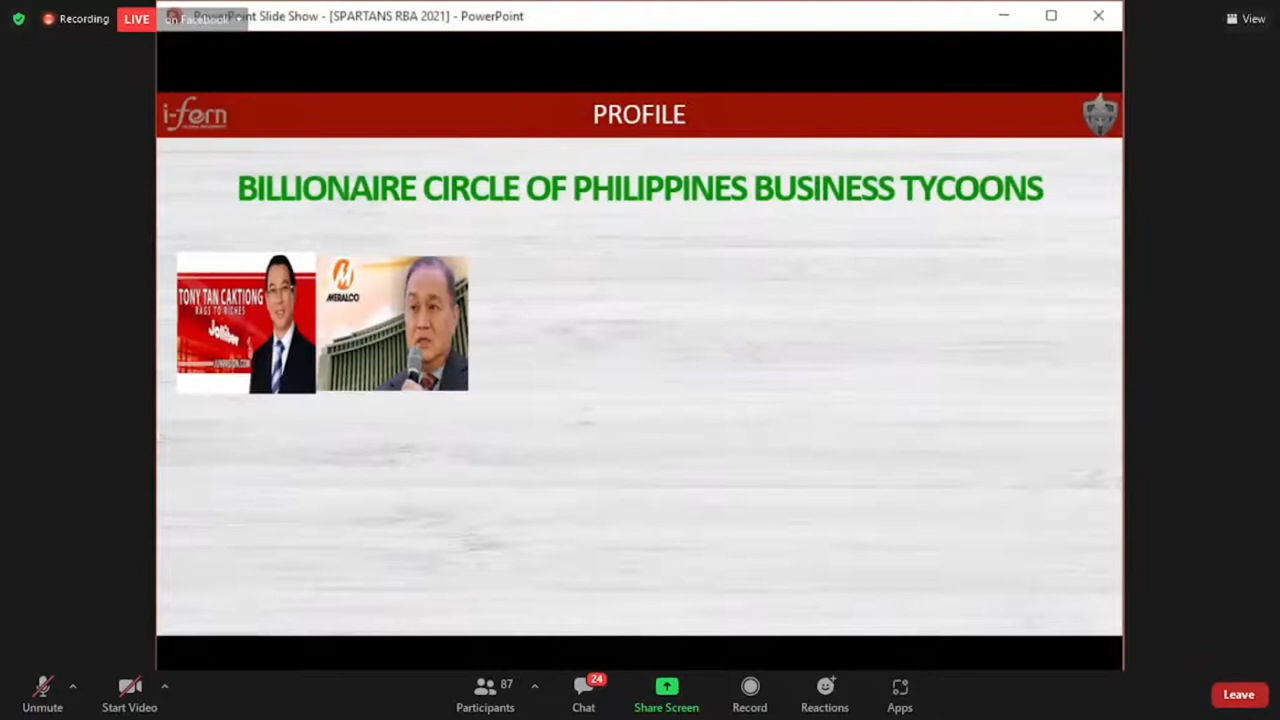 Recording
LIVE
on Facebook
PowerPoint Slide Show - [SPARTANS RBA 2021] - PowerPoint
View
i-fern
PROFILE
BILLIONAIRE CIRCLE OF PHILIPPINES BUSINESS TYCOONS
TONY TAN CAKTIONG
RAGS TO RICHES
Jollibee
MERALCO
Unmute
Start Video
87
Participants
24
Chat
Share Screen
Record
Reactions
Apps
Leave